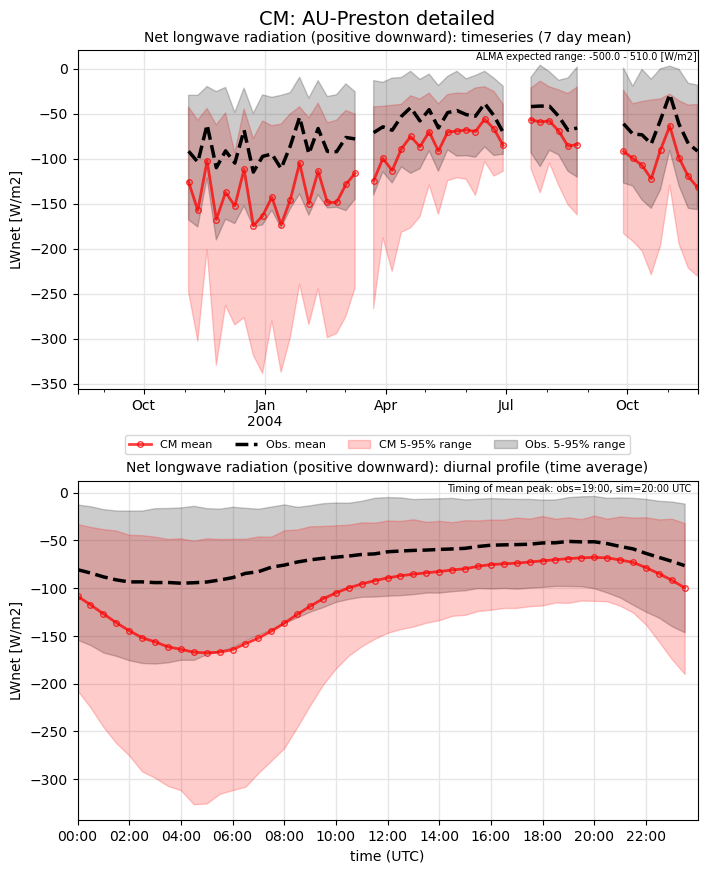 CM: AU-Preston detailed
Net longwave radiation (positive downward): timeseries (7 day mean)
ALMA expected range: -500.0 - 510.0 [W/m2]
0
−50
−100
−150
−200
−250
−300
−350
LWnet [W/m2]
Oct
Jan
2004
Apr
Jul
Oct
CM mean
Obs. mean
CM 5-95% range
Obs. 5-95% range
Net longwave radiation (positive downward): diurnal profile (time average)
Timing of mean peak: obs=19:00, sim=20:00 UTC
0
−50
−100
−150
−200
−250
−300
LWnet [W/m2]
00:00
02:00
04:00
06:00
08:00
10:00
12:00
14:00
16:00
18:00
20:00
22:00
time (UTC)